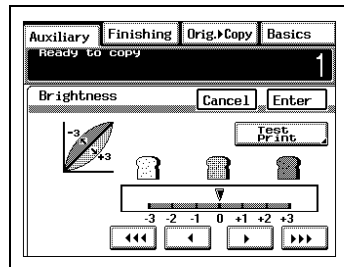 Auxiliary Finishing Orig.▸Copy Basics
Ready to copy
1
Brightness Cancel Enter
-3
+3
Test
Print
-3 -2 -1 0 +1 +2 +3